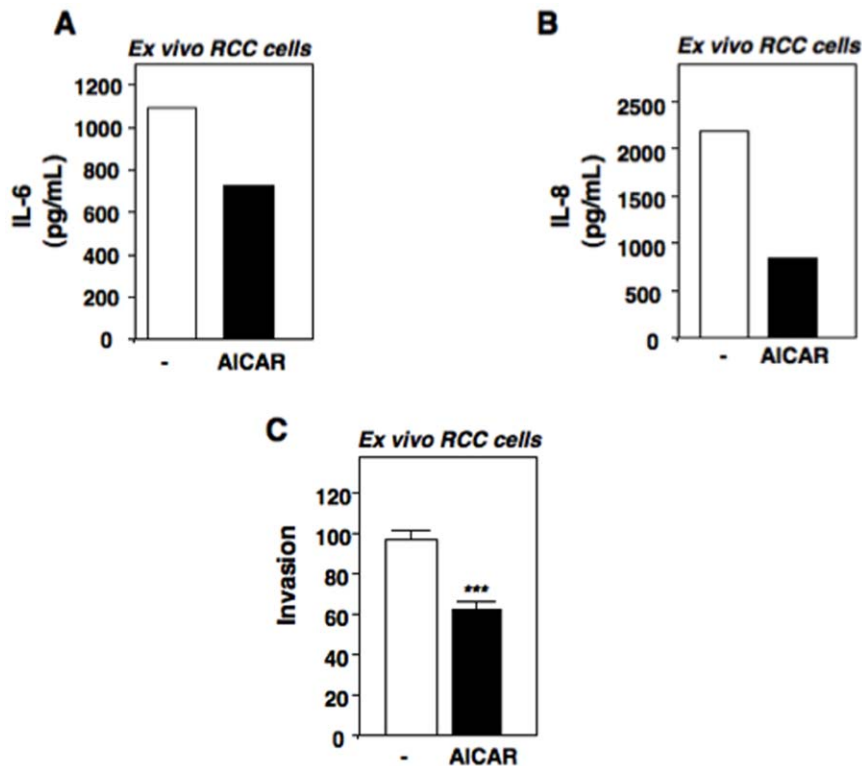 A
Ex vivo RCC cells
IL-6
(pg/mL)
1200
1000
800
600
400
200
0
-
AICAR
B
Ex vivo RCC cells
IL-8
(pg/mL)
2500
2000
1500
1000
500
0
-
AICAR
C
Ex vivo RCC cells
Invasion
120
100
80
60
40
20
0
***
-
AICAR